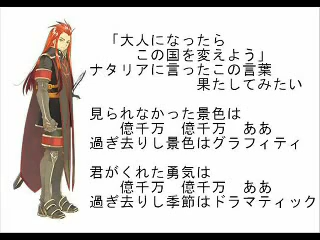 「大人になったら
この国を変えよう」
ナタリアに言ったこの言葉
果たしてみたい
見られなかった景色は
億千万　億千万　ああ
過ぎ去りし景色はグラフィティ
君がくれた勇気は
億千万　億千万　ああ
過ぎ去りし季節はドラマティック